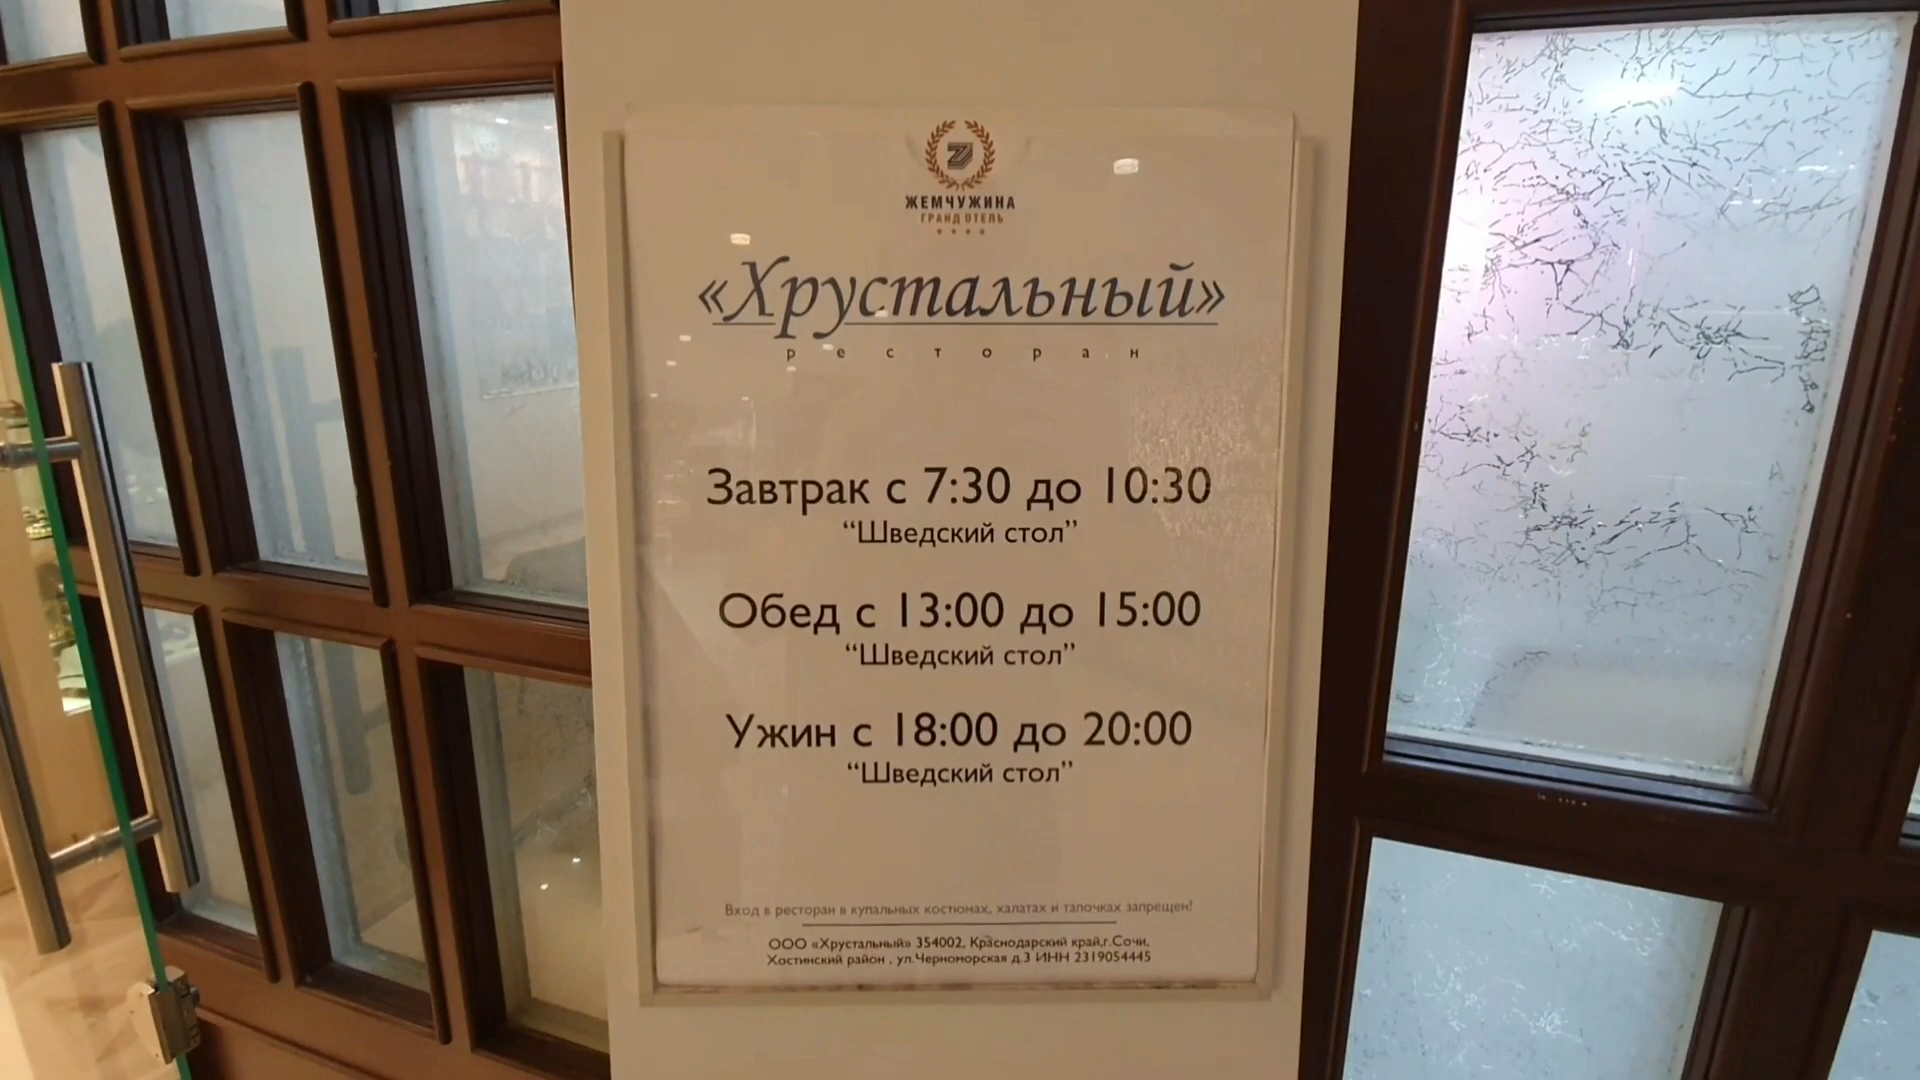 ЖЕМЧУЖИНА
ГРАНД ОТЕЛЬ
«Хрустальный»
ресторан
Завтрак с 7:30 до 10:30
“Шведский стол”
Обед с 13:00 до 15:00
“Шведский стол”
Ужин с 18:00 до 20:00
“Шведский стол”
Вход в ресторан в купальных костюмах, халатах и тапочках запрещен!
ООО «Хрустальный» 354002, Краснодарский край,г.Сочи,
Хостинский район , ул.Черноморская д.3 ИНН 2319054445